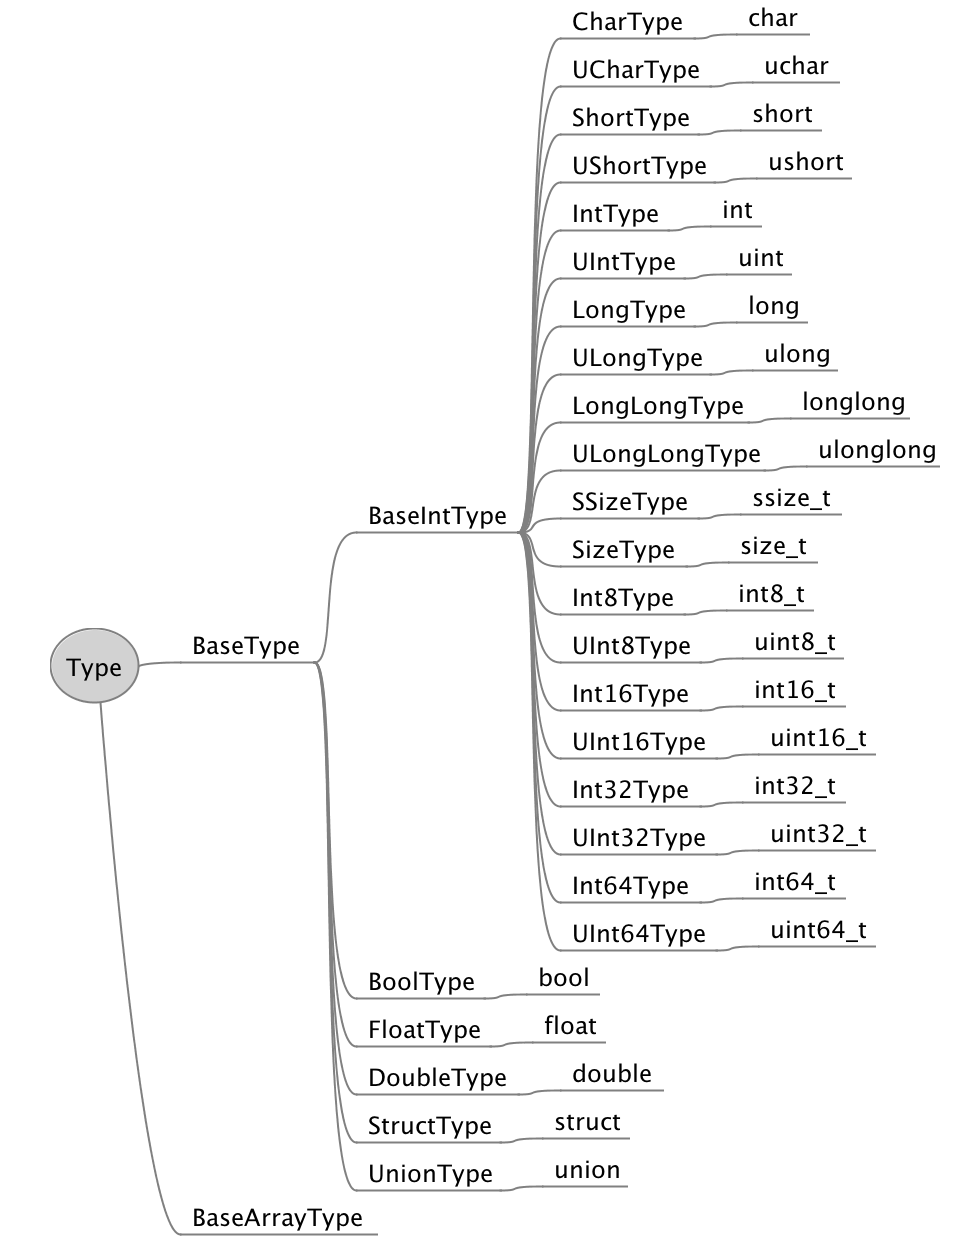 CharType char
UCharType uchar
ShortType short
UShortType ushort
IntType int
UIntType uint
LongType long
ULongType ulong
LongLongType longlong
ULongLongType ulonglong
SSizeType ssize_t
BaseIntType
SizeType size_t
Int8Type int8_t
UInt8Type uint8_t
BaseType
Type
Int16Type int16_t
UInt16Type uint16_t
Int32Type int32_t
UInt32Type uint32_t
Int64Type int64_t
UInt64Type uint64_t
BoolType bool
FloatType float
DoubleType double
StructType struct
UnionType union
BaseArrayType